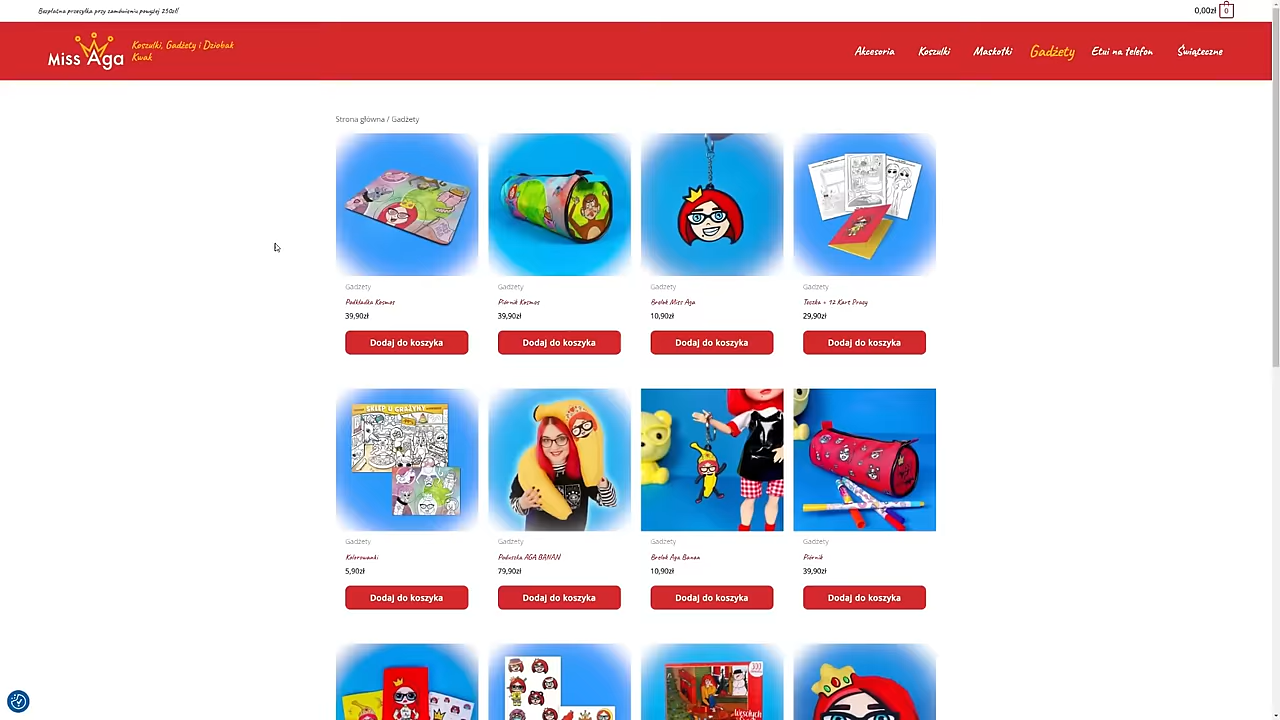 Bezpłatna przesyłka przy zamówieniu powyżej 250zł!
0,00zł 0
Miss Aga
Koszulki, Gadżety i Dziobak
Kwak
Akcesoria Koszulki Maskotki Gadżety Etui na telefon Świąteczne
Strona główna / Gadżety
Gadżety Gadżety Gadżety Gadżety
Podkładka Kosmos Piórnik Kosmos Brelok Miss Aga Teczka + 12 Kart Pracy
39,90zł 39,90zł 10,90zł 29,90zł
Dodaj do koszyka Dodaj do koszyka Dodaj do koszyka Dodaj do koszyka
SKLEP U GRAŻYNY
Gadżety Gadżety Gadżety Gadżety
Kolorowanki Poduszka AGA BANAN Brelok Aga Banan Piórnik
5,90zł 79,90zł 10,90zł 39,90zł
Dodaj do koszyka Dodaj do koszyka Dodaj do koszyka Dodaj do koszyka
Wesołych